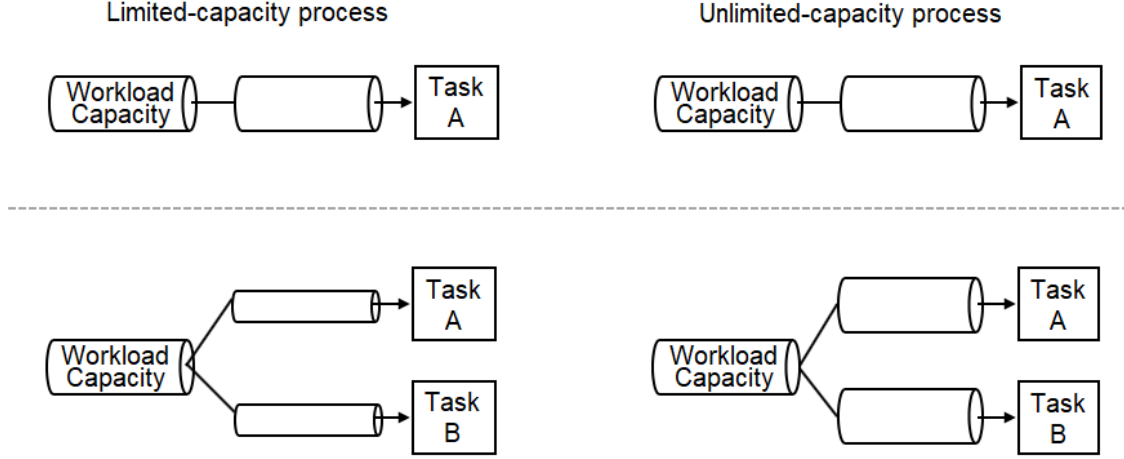 Limited-capacity process
Unlimited-capacity process
Workload
Capacity
Task
A
Workload
Capacity
Task
A
Workload
Capacity
Task
A
Task
B
Workload
Capacity
Task
A
Task
B